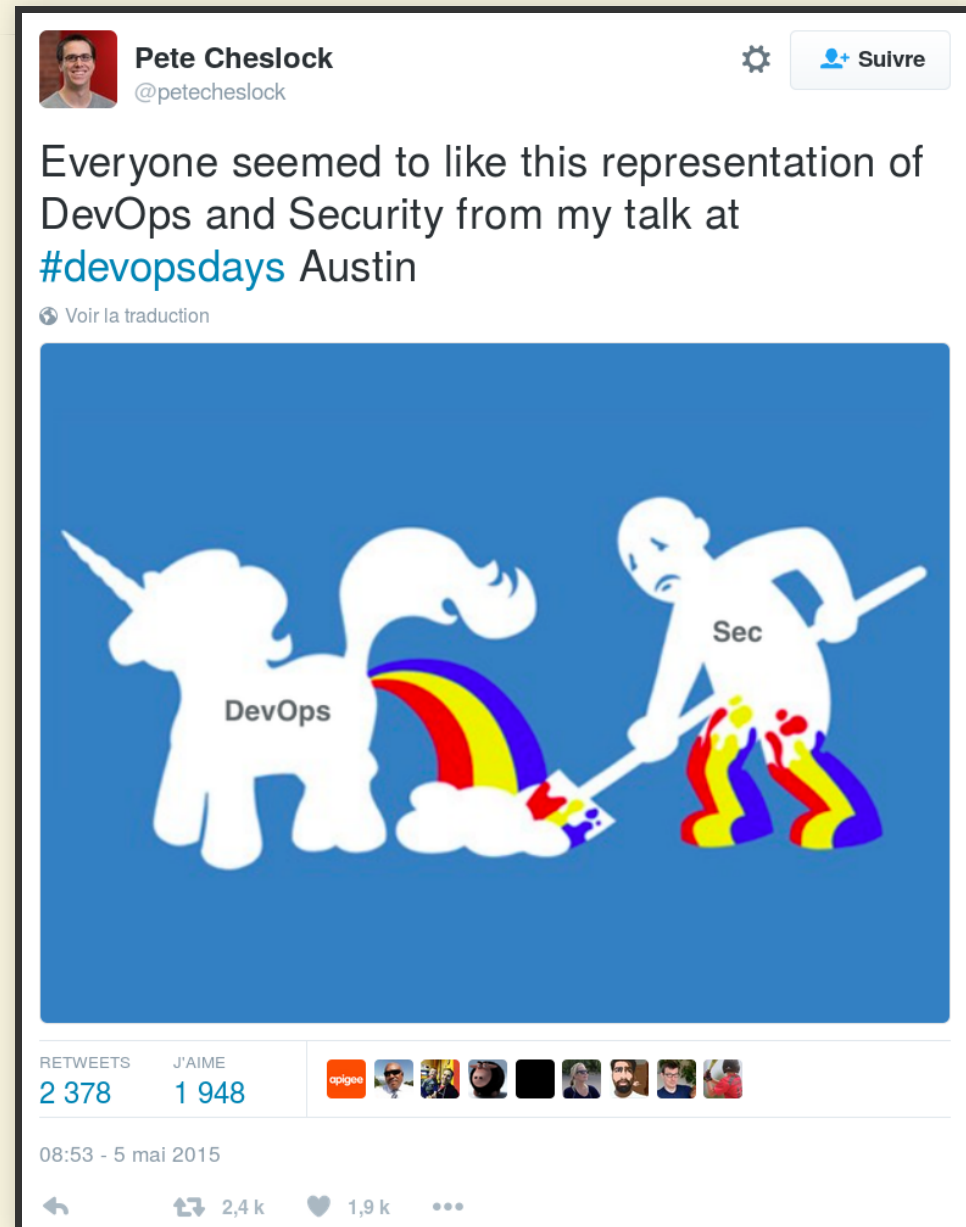 Pete Cheslock
@petecheslock
Suivre
Everyone seemed to like this representation of
DevOps and Security from my talk at
#devopsdays Austin
Voir la traduction
DevOps
Sec
RETWEETS
2 378
J'AIME
1 948
apigee
08:53 - 5 mai 2015
2,4 k
1,9 k